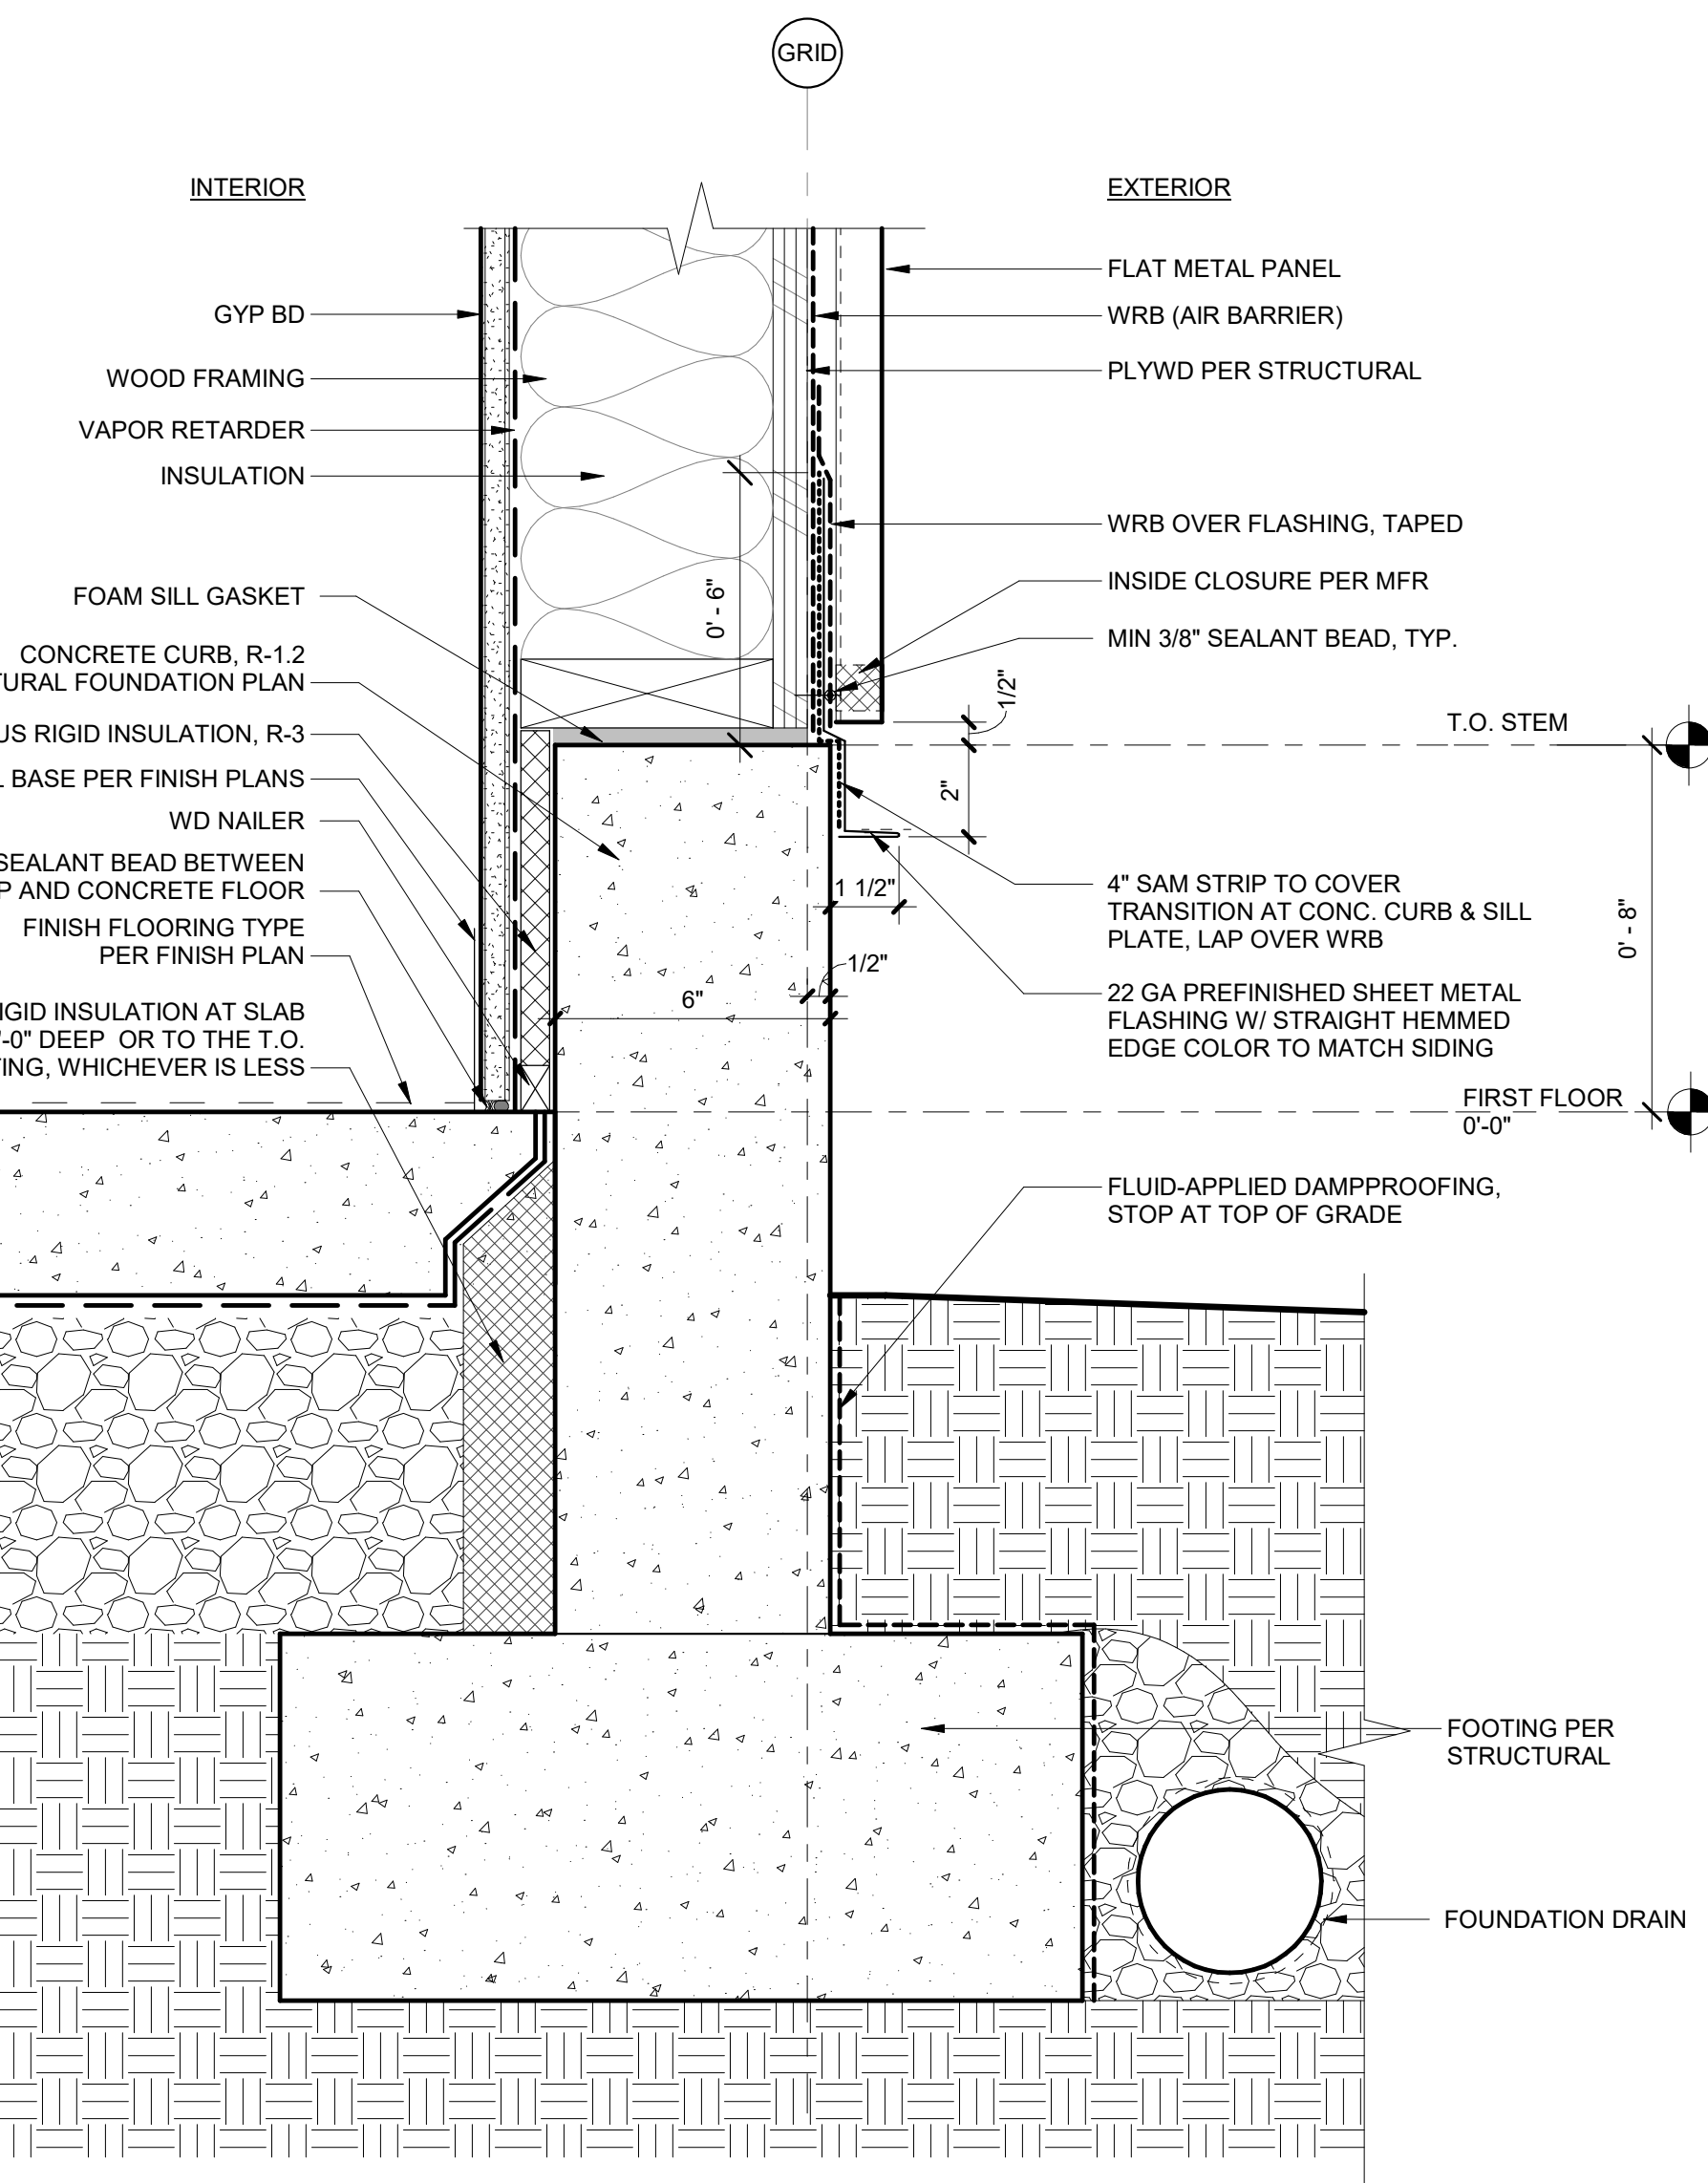 GRID
INTERIOR
EXTERIOR
GYP BD
WOOD FRAMING
VAPOR RETARDER
INSULATION
FOAM SILL GASKET
CONCRETE CURB, R-1.2
TURAL FOUNDATION PLAN
US RIGID INSULATION, R-3
L BASE PER FINISH PLANS
WD NAILER
SEALANT BEAD BETWEEN
P AND CONCRETE FLOOR
FINISH FLOORING TYPE
PER FINISH PLAN
IGID INSULATION AT SLAB
'-0" DEEP OR TO THE T.O.
TING, WHICHEVER IS LESS
FLAT METAL PANEL
WRB (AIR BARRIER)
PLYWD PER STRUCTURAL
WRB OVER FLASHING, TAPED
INSIDE CLOSURE PER MFR
MIN 3/8" SEALANT BEAD, TYP.
0' - 6"
1/2"
2"
1 1/2"
1/2"
6"
T.O. STEM
0' - 8"
4" SAM STRIP TO COVER
TRANSITION AT CONC. CURB & SILL
PLATE, LAP OVER WRB
22 GA PREFINISHED SHEET METAL
FLASHING W/ STRAIGHT HEMMED
EDGE COLOR TO MATCH SIDING
FIRST FLOOR
0'-0"
FLUID-APPLIED DAMPPROOFING,
STOP AT TOP OF GRADE
FOOTING PER
STRUCTURAL
FOUNDATION DRAIN